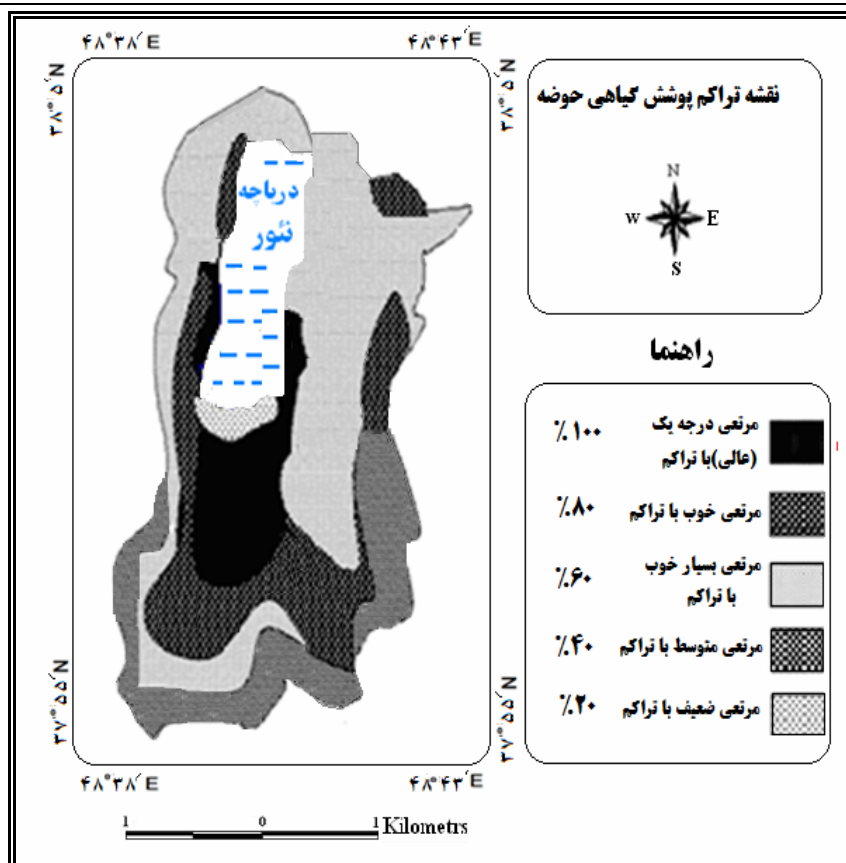 ۴۸°۳۸′ E
۴۸°۴۳′ E
۳۸°۵′ N
۳۸°۵′ N
نقشه تراکم پوشش گیاهی حوضه
N
W
E
S
دریاچه
نئور
راهنما
مرتعی درجه یک
(عالی)با تراکم
٪۱۰۰
مرتعی خوب با تراکم ٪۸۰
مرتعی بسیار خوب
با تراکم
٪۶۰
مرتعی متوسط با تراکم ٪۴۰
مرتعی ضعیف با تراکم ٪۲۰
۳۷°۵۵′ N
۳۷°۵۵′ N
۴۸°۳۸′ E
۴۸°۴۳′ E
1 0 1 Kilometrs